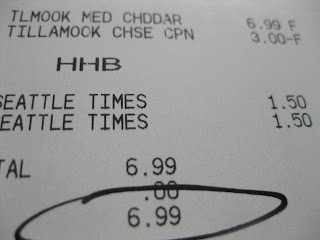 TLMOOK MED CHDDAR 6.99 F
TILLAMOOK CHSE CPN 3.00-F
HHB
SEATTLE TIMES 1.50
EATTLE TIMES 1.50
TAL 6.99
.00
6.99